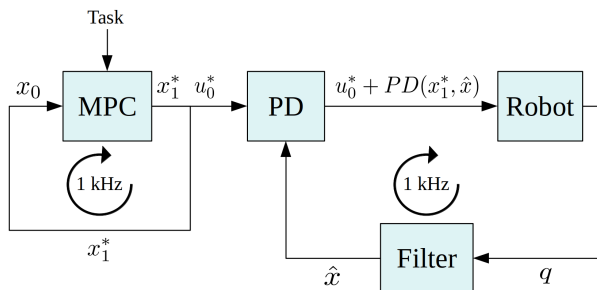 Task
$x_0$
MPC
$x_1^*$ $u_0^*$
PD
$u_0^* + PD(x_1^*, \hat{x})$
Robot
1 kHz
1 kHz
$x_1^*$
$\hat{x}$
Filter
$q$